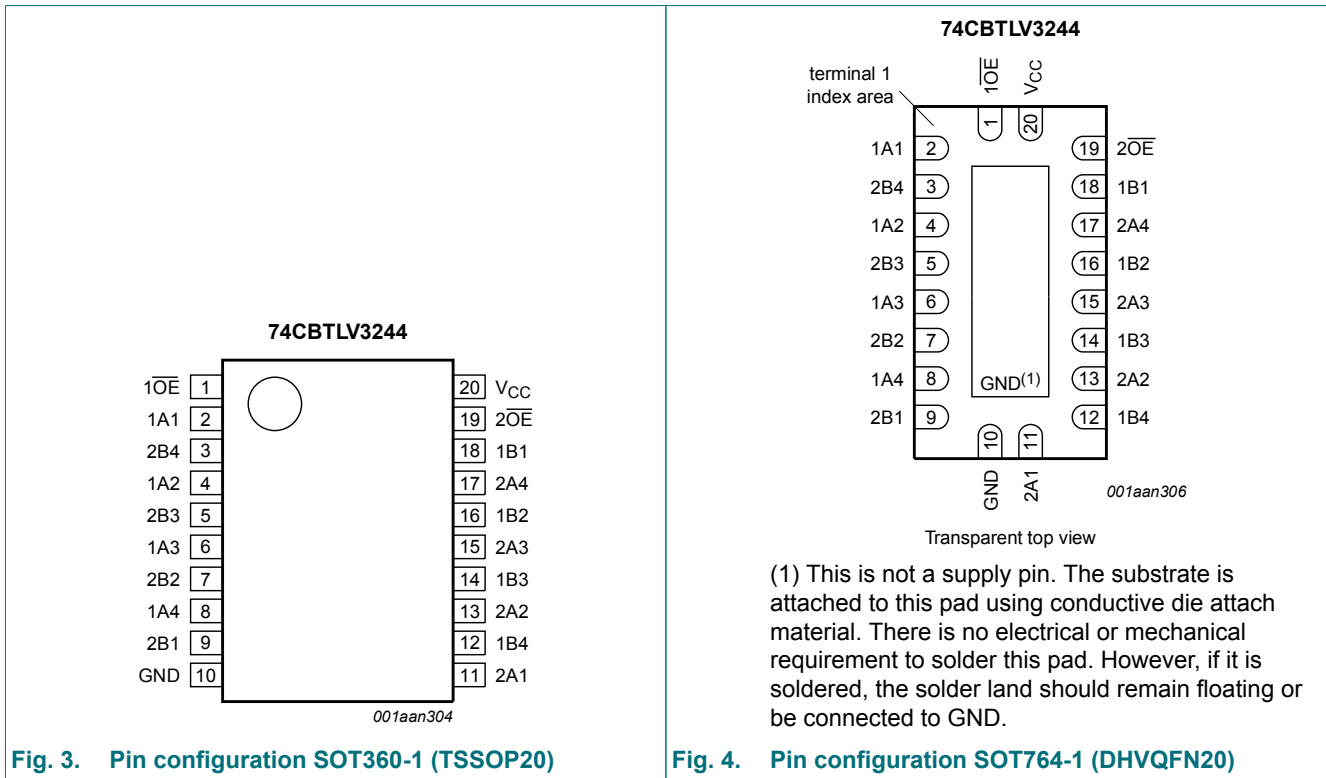 74CBTLV3244
1OE 1
1A1 2
2B4 3
1A2 4
2B3 5
1A3 6
2B2 7
1A4 8
2B1 9
GND 10
20 VCC
19 2OE
18 1B1
17 2A4
16 1B2
15 2A3
14 1B3
13 2A2
12 1B4
11 2A1
001aan304
Fig. 3. Pin configuration SOT360-1 (TSSOP20)
74CBTLV3244
terminal 1
index area
1OE
VCC
1
20
1A1 2
2B4 3
1A2 4
2B3 5
1A3 6
2B2 7
1A4 8
2B1 9
19 2OE
18 1B1
17 2A4
16 1B2
15 2A3
14 1B3
13 2A2
12 1B4
GND(1)
10
11
GND
2A1
001aan306
Transparent top view
(1) This is not a supply pin. The substrate is
attached to this pad using conductive die attach
material. There is no electrical or mechanical
requirement to solder this pad. However, if it is
soldered, the solder land should remain floating or
be connected to GND.
Fig. 4. Pin configuration SOT764-1 (DHVQFN20)